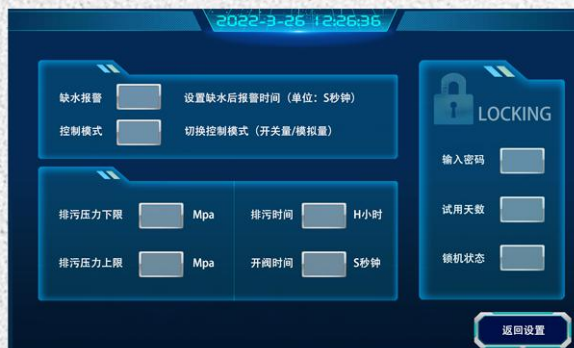 2022-3-26 12:26:36
缺水报警 设置缺水后报警时间（单位：S秒钟）
控制模式 切换控制模式（开关量/模拟量）
排污压力下限 Mpa 排污时间 H小时
排污压力上限 Mpa 开阀时间 S秒钟
LOCKING
输入密码
试用天数
锁机状态
返回设置